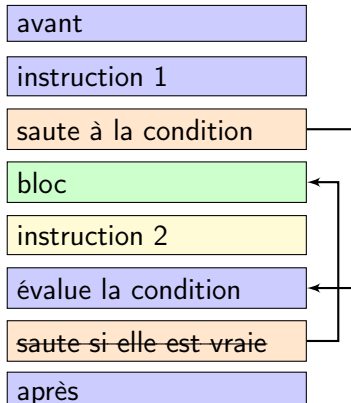 avant
instruction 1
saute à la condition
bloc
instruction 2
évalue la condition
saute si elle est vraie
après